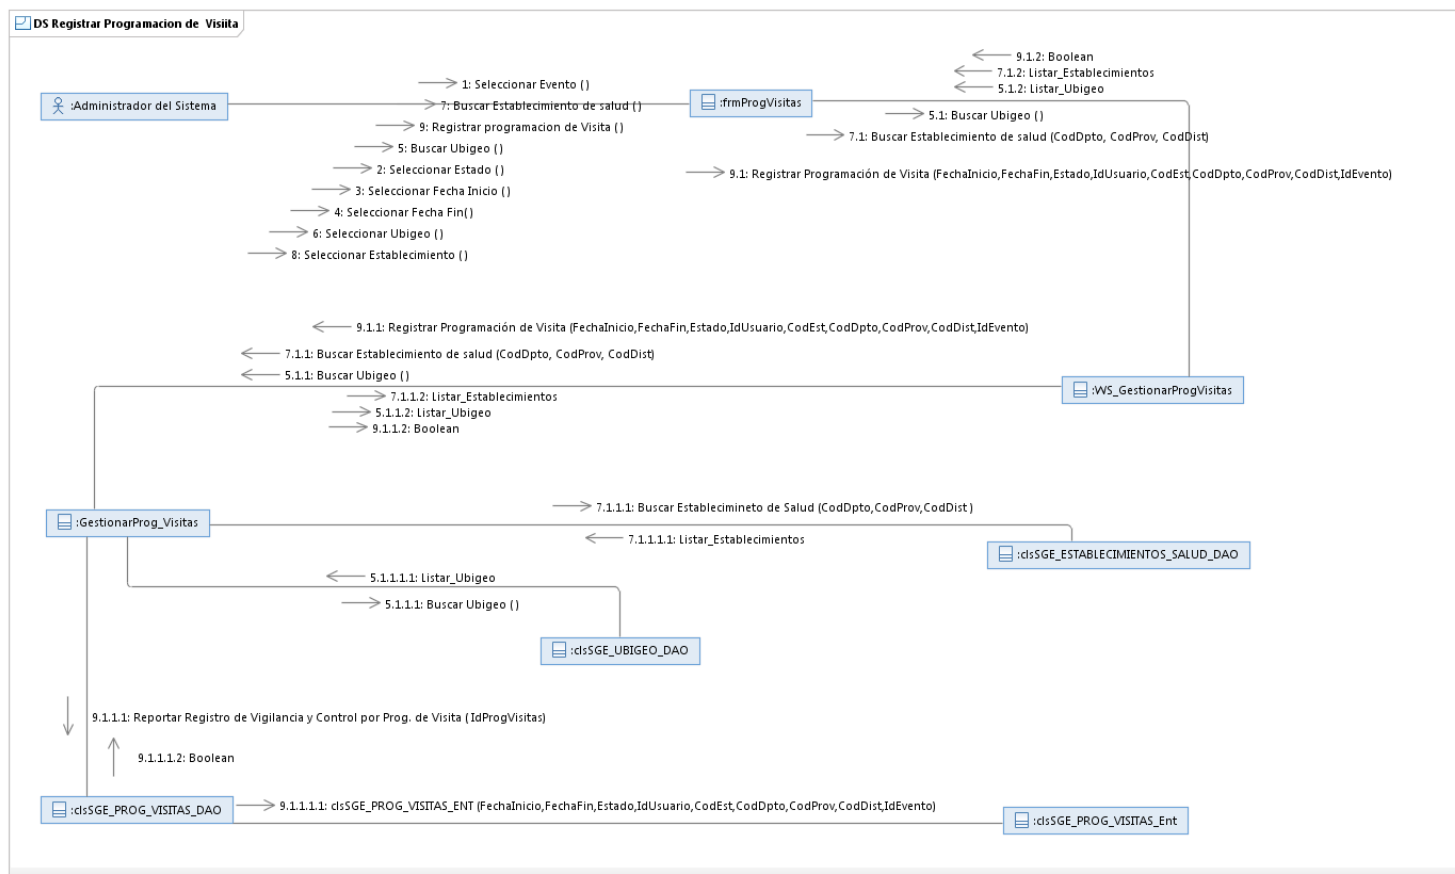 DS Registrar Programacion de Visiita
9.1.2: Boolean
7.1.2: Listar_Establecimientos
5.1.2: Listar_Ubigeo
1: Seleccionar Evento ( )
:Administrador del Sistema
7: Buscar Establecimiento de salud ( )
:frmProgVisitas
5.1: Buscar Ubigeo ( )
9: Registrar programacion de Visita ( )
7.1: Buscar Establecimiento de salud (CodDpto, CodProv, CodDist)
5: Buscar Ubigeo ( )
2: Seleccionar Estado ( )
9.1: Registrar Programación de Visita (FechaInicio,FechaFin,Estado,IdUsuario,CodEst,CodDpto,CodProv,CodDist,IdEvento)
3: Seleccionar Fecha Inicio ( )
4: Seleccionar Fecha Fin( )
6: Seleccionar Ubigeo ( )
8: Seleccionar Establecimiento ( )
9.1.1: Registrar Programación de Visita (FechaInicio,FechaFin,Estado,IdUsuario,CodEst,CodDpto,CodProv,CodDist,IdEvento)
7.1.1: Buscar Establecimiento de salud (CodDpto, CodProv, CodDist)
5.1.1: Buscar Ubigeo ( )
:WS_GestionarProgVisitas
7.1.1.2: Listar_Establecimientos
5.1.1.2: Listar_Ubigeo
9.1.1.2: Boolean
7.1.1.1: Buscar Establecimineto de Salud (CodDpto,CodProv,CodDist )
:GestionarProg_Visitas
7.1.1.1.1: Listar_Establecimientos
:clsSGE_ESTABLECIMIENTOS_SALUD_DAO
5.1.1.1.1: Listar_Ubigeo
5.1.1.1: Buscar Ubigeo ( )
:clsSGE_UBIGEO_DAO
9.1.1.1: Reportar Registro de Vigilancia y Control por Prog. de Visita ( IdProgVisitas)
9.1.1.1.2: Boolean
:clsSGE_PROG_VISITAS_DAO
9.1.1.1.1: clsSGE_PROG_VISITAS_ENT (FechaInicio,FechaFin,Estado,IdUsuario,CodEst,CodDpto,CodProv,CodDist,IdEvento)
:clsSGE_PROG_VISITAS_Ent